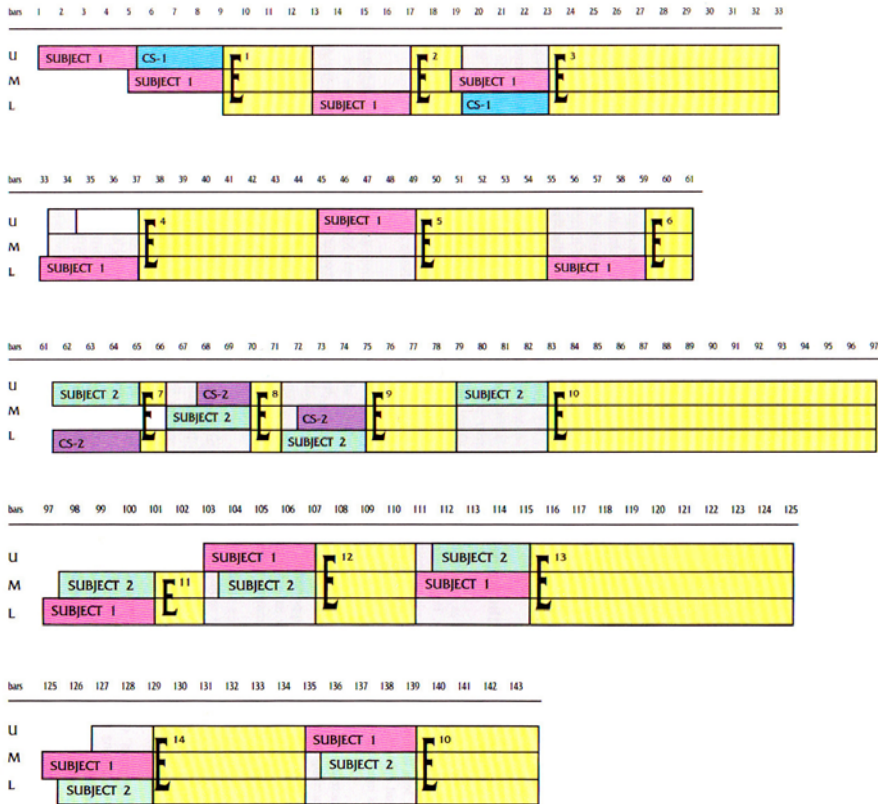 bars 1 2 3 4 5 6 7 8 9 10 11 12 13 14 15 16 17 18 19 20 21 22 23 24 25 26 27 28 29 30 31 32 33
U SUBJECT 1 CS-1 E 1 E 2 E 3
M SUBJECT 1 SUBJECT 1
L SUBJECT 1 CS-1
bars 33 34 35 36 37 38 39 40 41 42 43 44 45 46 47 48 49 50 51 52 53 54 55 56 57 58 59 60 61
U E 4 SUBJECT 1 E 5 E 6
M
L SUBJECT 1 SUBJECT 1
bars 61 62 63 64 65 66 67 68 69 70 71 72 73 74 75 76 77 78 79 80 81 82 83 84 85 86 87 88 89 90 91 92 93 94 95 96 97
U SUBJECT 2 E 7 CS-2 E 8 E 9 SUBJECT 2 E 10
M SUBJECT 2 CS-2
L CS-2 SUBJECT 2
bars 97 98 99 100 101 102 103 104 105 106 107 108 109 110 111 112 113 114 115 116 117 118 119 120 121 122 123 124 125
U SUBJECT 1 E 12 SUBJECT 2 E 13
M SUBJECT 2 E 11 SUBJECT 2 SUBJECT 1
L SUBJECT 1
bars 125 126 127 128 129 130 131 132 133 134 135 136 137 138 139 140 141 142 143
U E 14 SUBJECT 1 E 10
M SUBJECT 1 SUBJECT 2
L SUBJECT 2